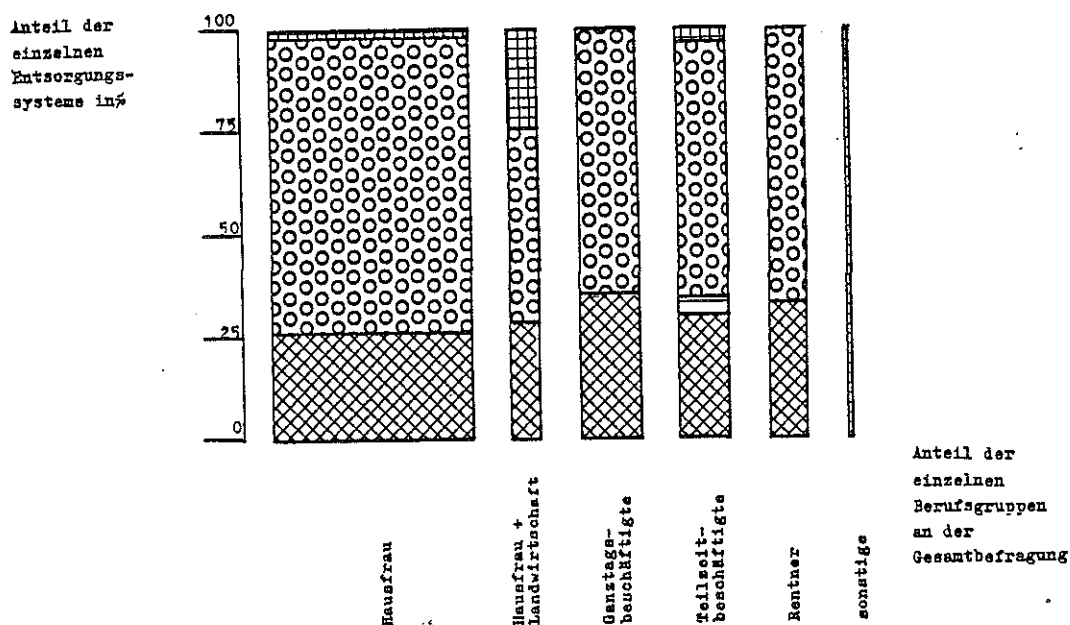 Anteil der
einzelnen
Entsorgungs-
systeme in%
100
75
50
25
0
Hausfrau
Hausfrau +
Landwirtschaft
Ganztags-
beschäftigte
Teilzeit-
beschäftigte
Rentner
sonstige
Anteil der
einzelnen
Berufsgruppen
an der
Gesamtbefragung